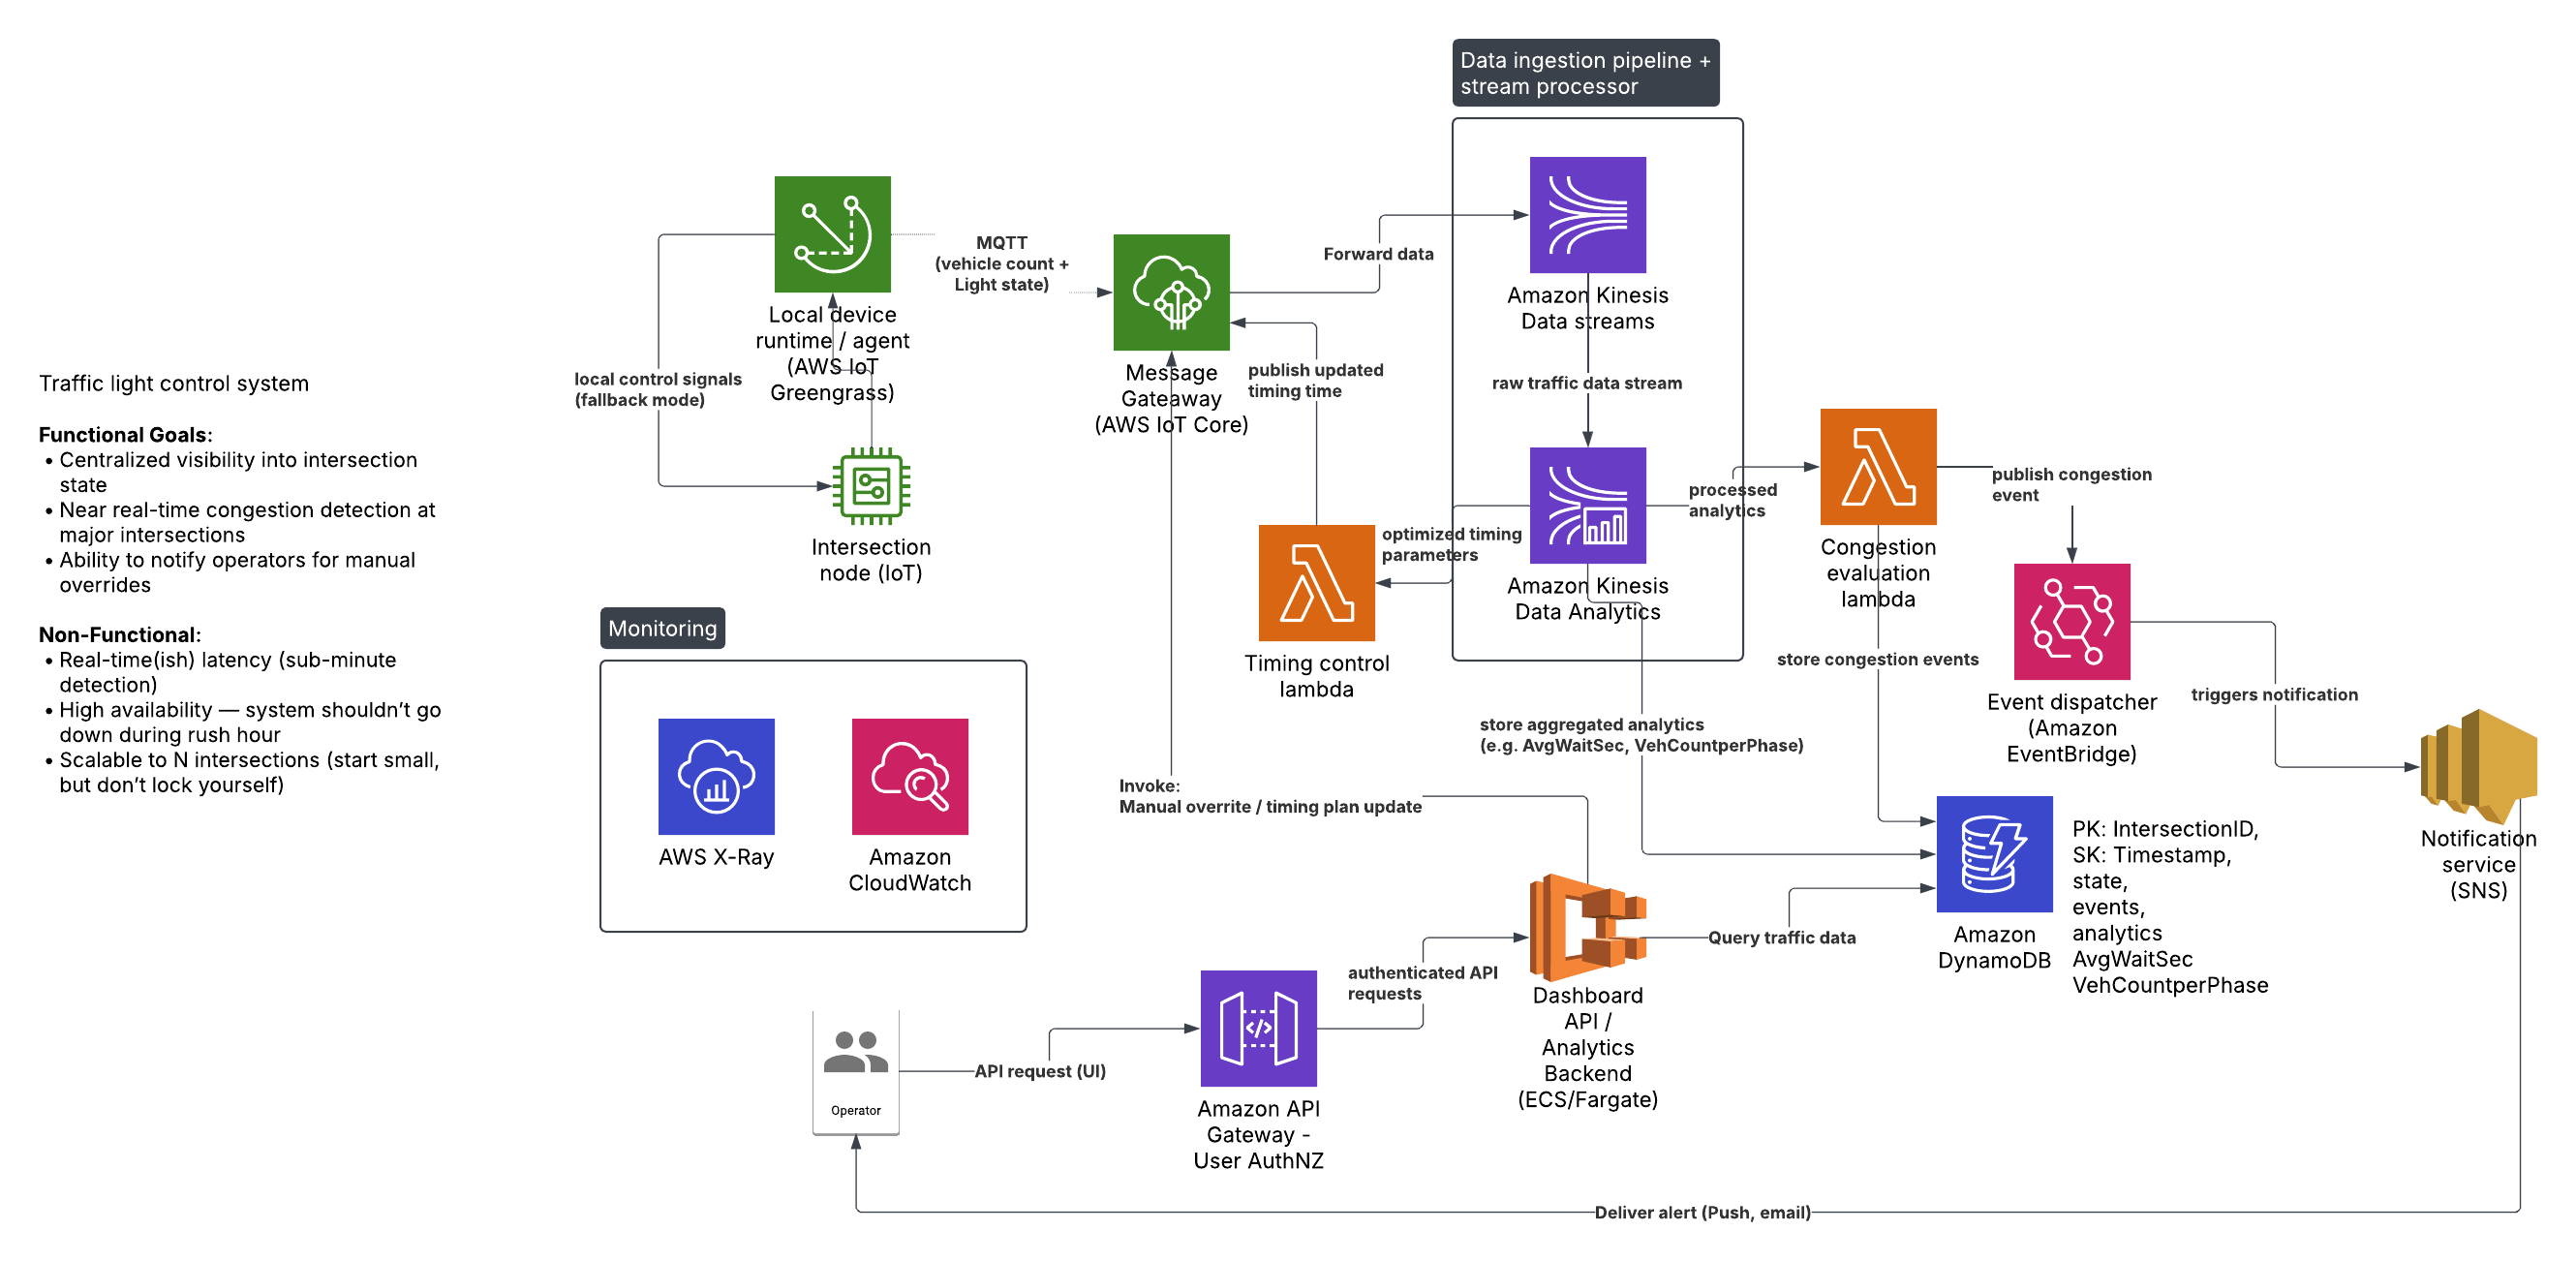 Data ingestion pipeline +
stream processor
Amazon Kinesis
Data streams
raw traffic data stream
Amazon Kinesis
Data Analytics
Local device
runtime / agent
(AWS IoT
Greengrass)
MQTT
(vehicle count +
Light state)
Message
Gateaway
(AWS IoT Core)
Forward data
publish updated
timing time
local control signals
(fallback mode)
Intersection
node (IoT)
Traffic light control system
Functional Goals:
• Centralized visibility into intersection
state
• Near real-time congestion detection at
major intersections
• Ability to notify operators for manual
overrides
Non-Functional:
• Real-time(ish) latency (sub-minute
detection)
• High availability — system shouldn't go
down during rush hour
• Scalable to N intersections (start small,
but don't lock yourself)
optimized timing
parameters
Timing control
lambda
processed
analytics
Congestion
evaluation
lambda
publish congestion
event
Event dispatcher
(Amazon
EventBridge)
store congestion events
triggers notification
Notification
service
(SNS)
store aggregated analytics
(e.g. AvgWaitSec, VehCountperPhase)
Monitoring
AWS X-Ray
Amazon
CloudWatch
Invoke:
Manual overrite / timing plan update
Amazon
DynamoDB
PK: IntersectionID,
SK: Timestamp,
state,
events,
analytics
AvgWaitSec
VehCountperPhase
Query traffic data
Dashboard
API /
Analytics
Backend
(ECS/Fargate)
authenticated API
requests
Amazon API
Gateway -
User AuthNZ
API request (UI)
Operator
Deliver alert (Push, email)